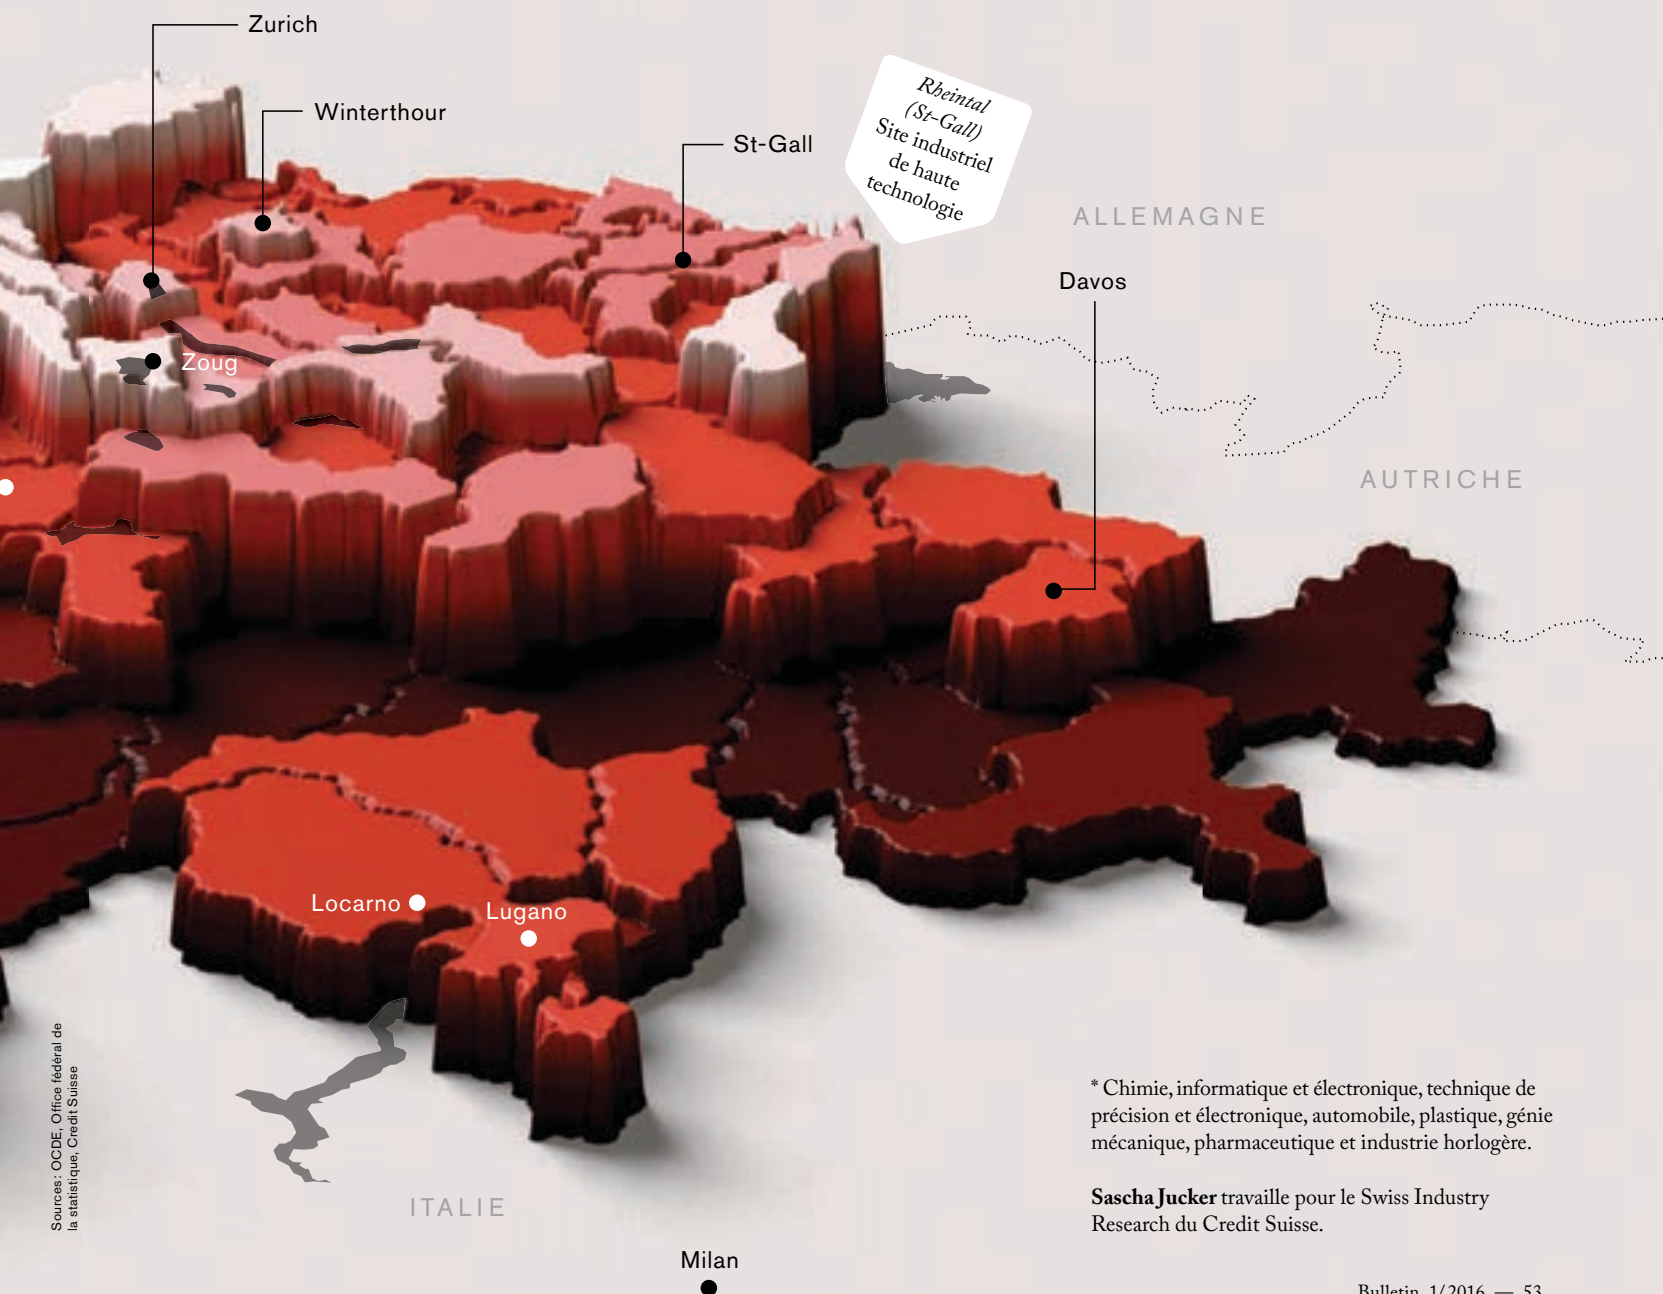 Zurich
Winterthour
St-Gall
Rheintal
(St-Gall)
Site industriel
de haute
technologie
ALLEMAGNE
Davos
Zoug
AUTRICHE
Locarno
Lugano
Sources: OCDE, Office fédéral de
la statistique, Credit Suisse
* Chimie, informatique et électronique, technique de
précision et électronique, automobile, plastique, génie
mécanique, pharmaceutique et industrie horlogère.
Sascha Jucker travaille pour le Swiss Industry
Research du Credit Suisse.
ITALIE
Milan
Bulletin 1/2016 — 53